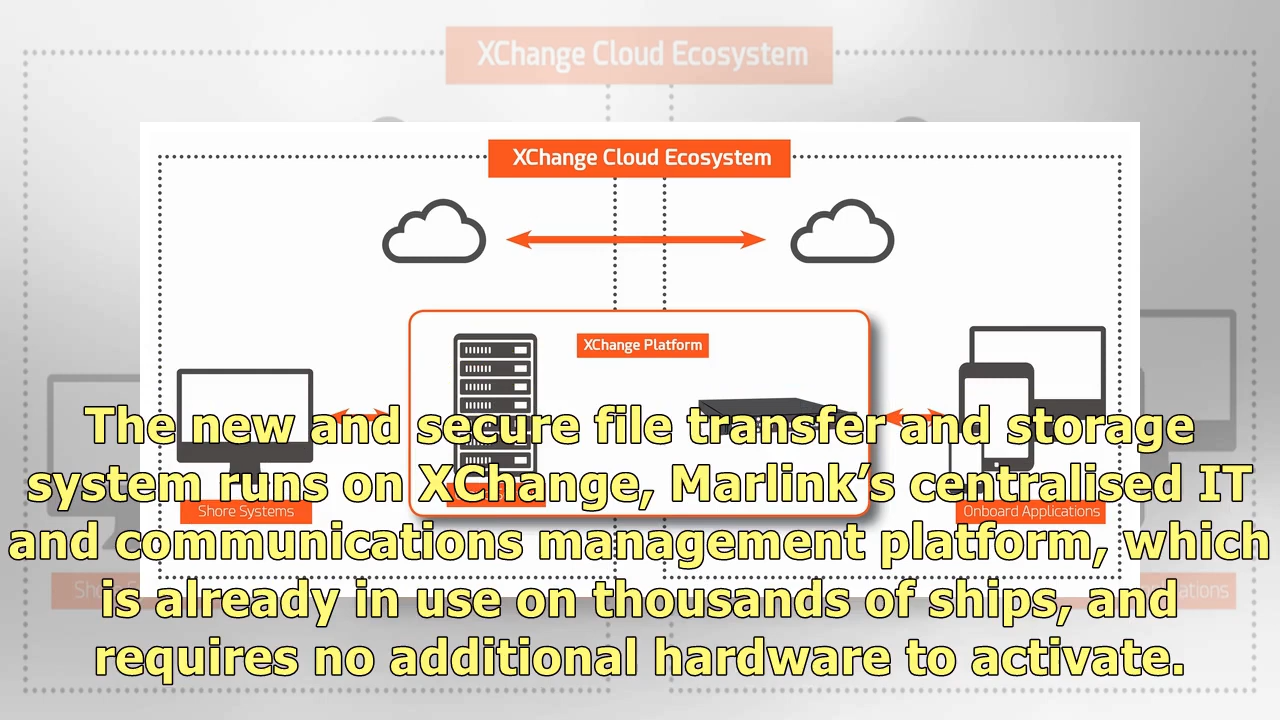 XChange Cloud Ecosystem
XChange Cloud Ecosystem
XChange Platform
The new and secure file transfer and storage
system runs on XChange, Marlink’s centralised IT
and communications management platform, which
is already in use on thousands of ships, and
requires no additional hardware to activate.
Shore Systems
Onboard Applications